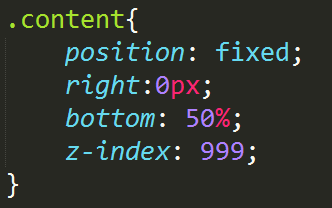 .content{
    position: fixed;
    right:0px;
    bottom: 50%;
    z-index: 999;
}